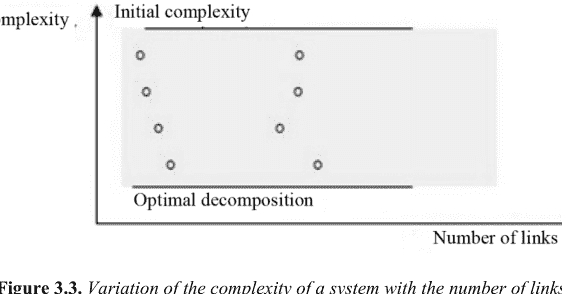 omplexity
Initial complexity
Optimal decomposition
Number of links
Figure 3.3. Variation of the complexity of a system with the number of links